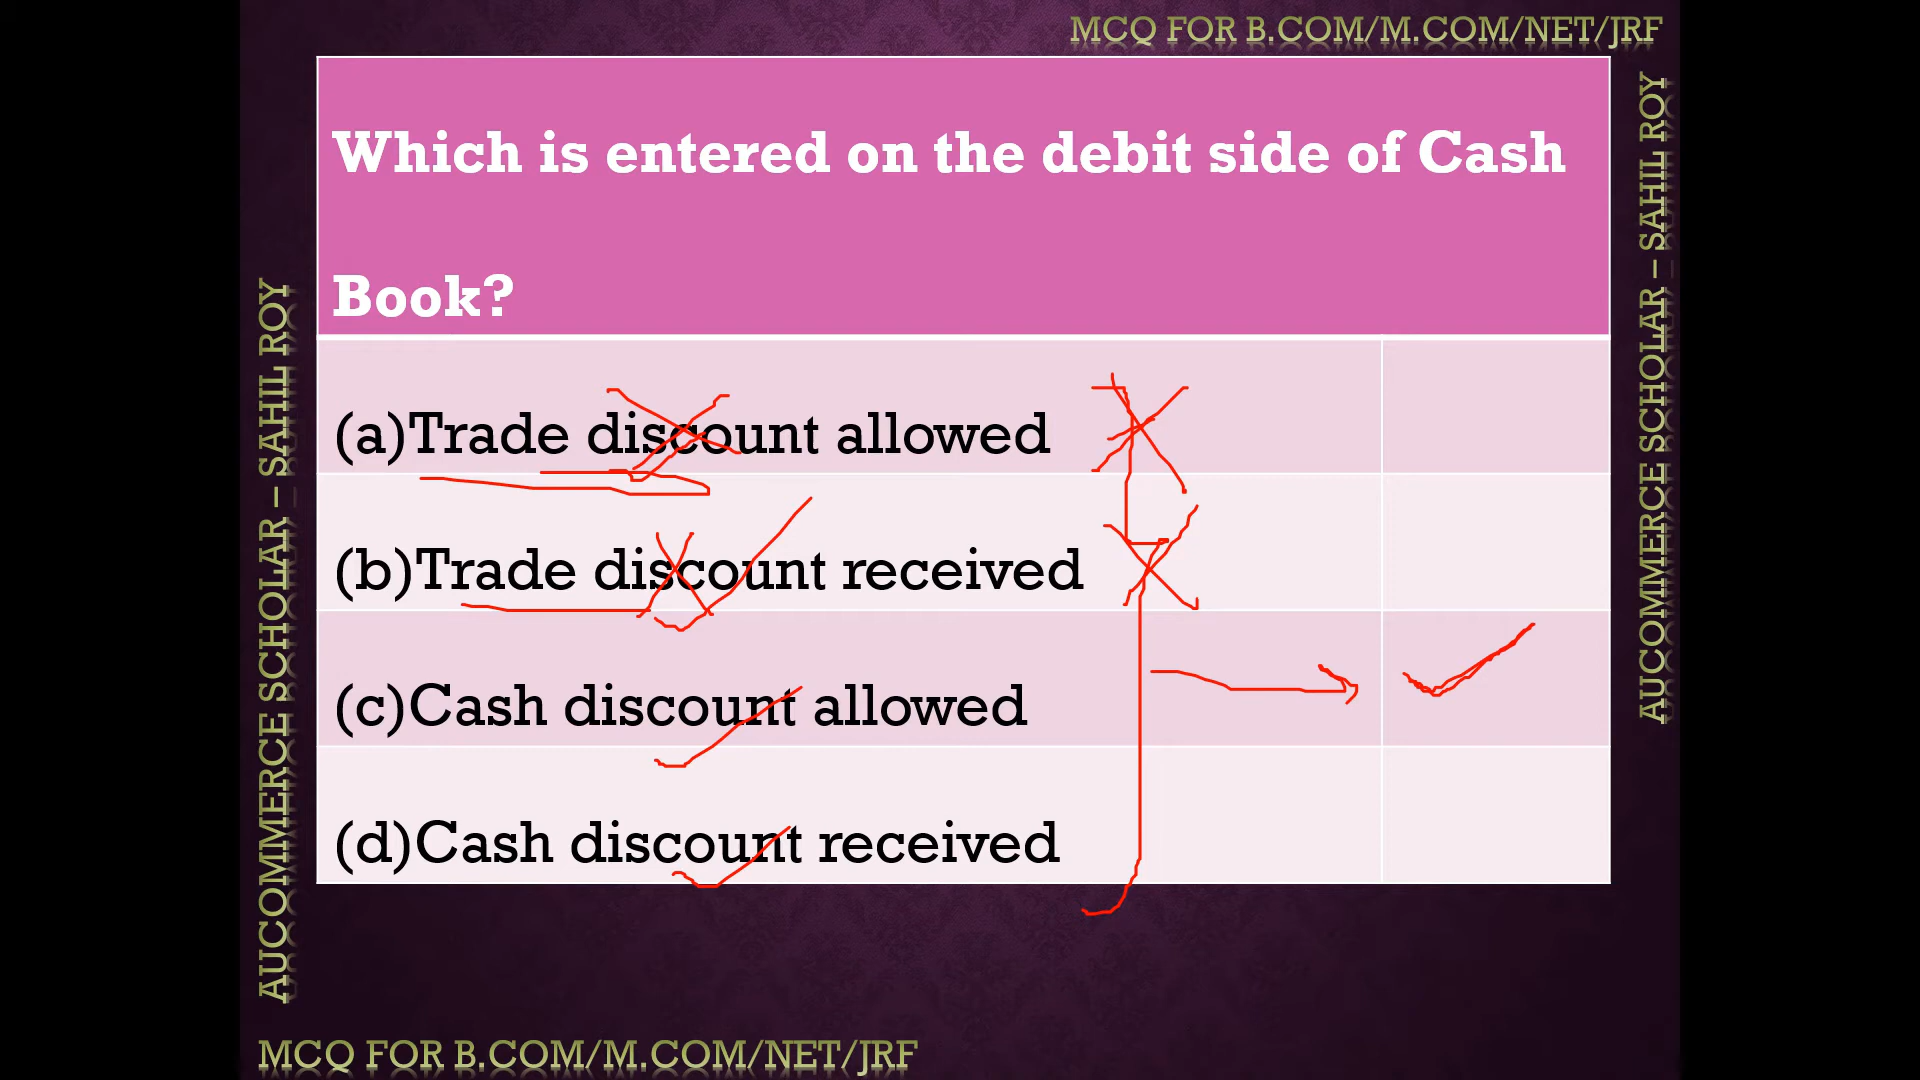 MCQ FOR B.COM/M.COM/NET/JRF
Which is entered on the debit side of Cash
Book?
(a)Trade discount allowed
(b)Trade discount received
(c)Cash discount allowed
(d)Cash discount received
AUCOMMERCE SCHOLAR – SAHIL ROY
AUCOMMERCE SCHOLAR – SAHIL ROY
MCQ FOR B.COM/M.COM/NET/JRF